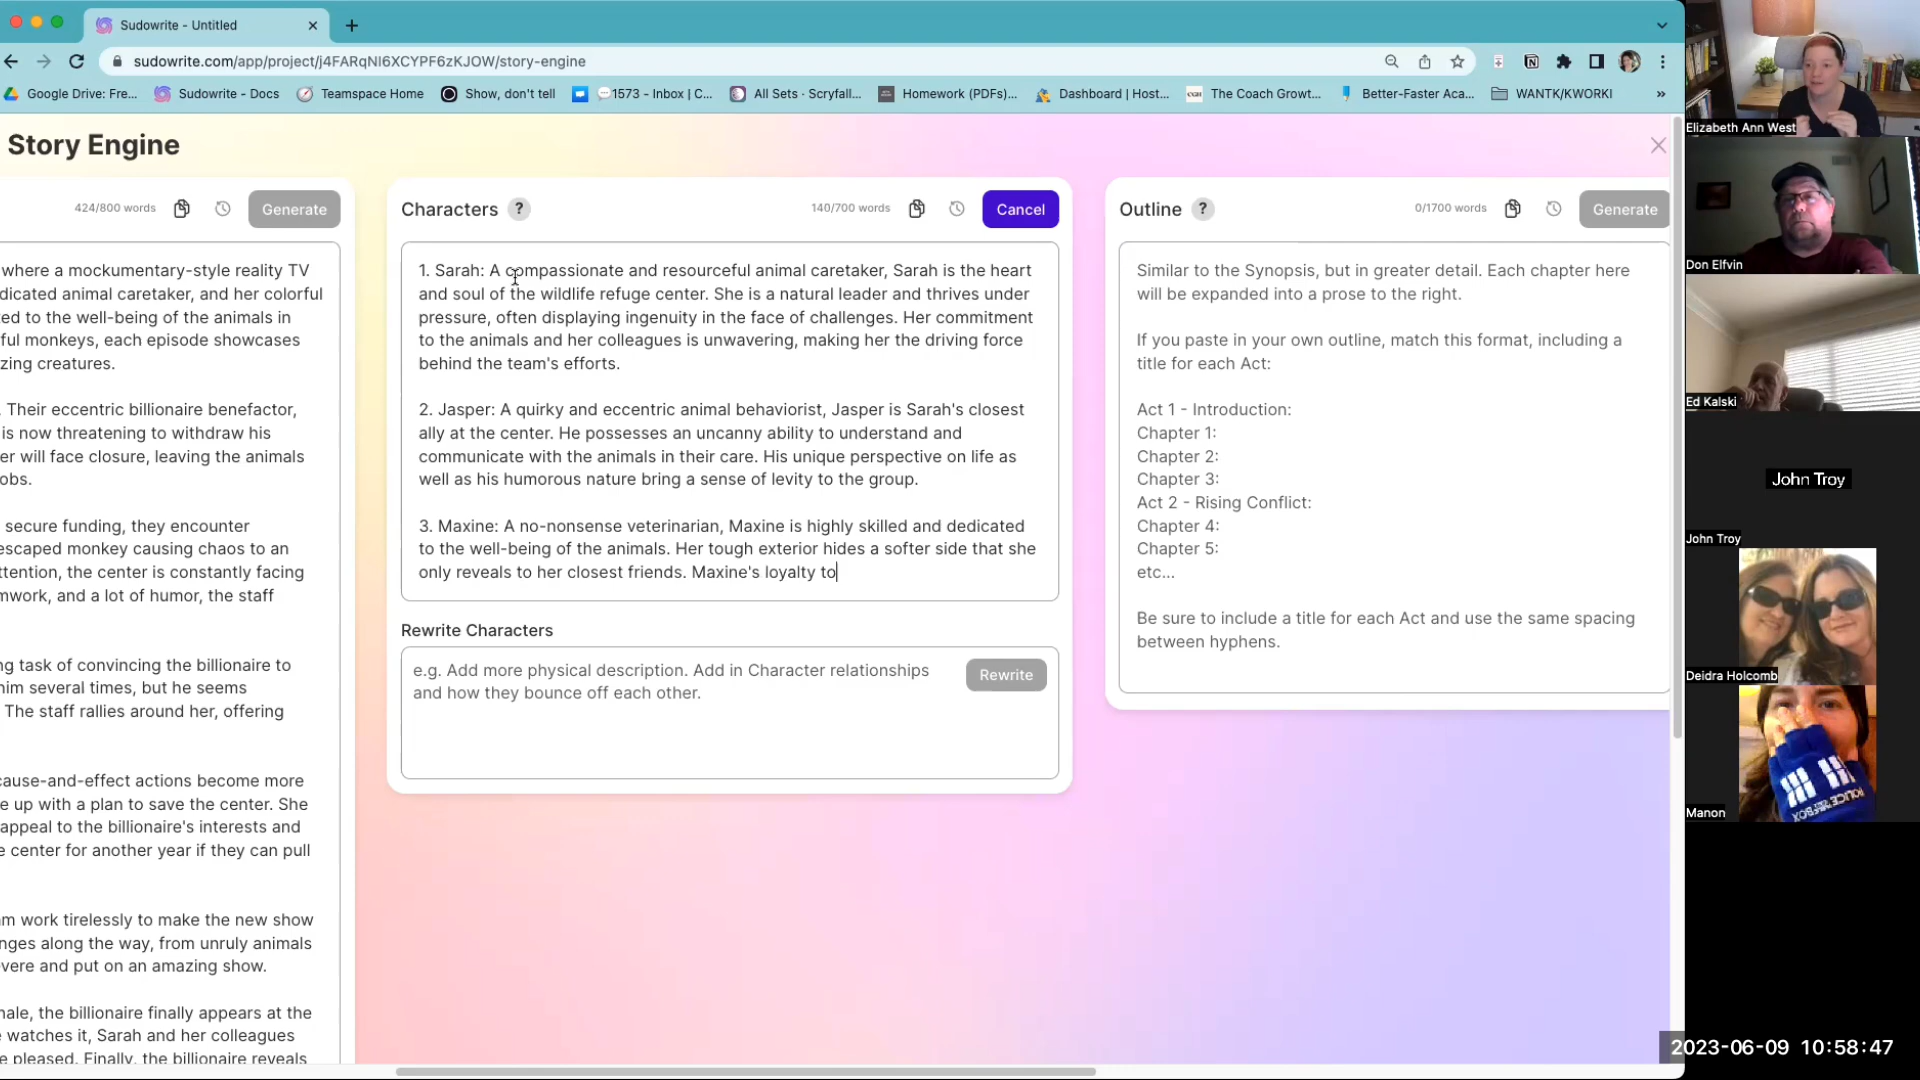 Sudowrite - Untitled
sudowrite.com/app/project/j4FARqNI6XCYPF6zKJOW/story-engine
Google Drive: Fre...
Sudowrite - Docs
Teamspace Home
Show, don't tell
1573 - Inbox | C...
All Sets · Scryfall...
Homework (PDFs)...
Dashboard | Host...
The Coach Growt...
Better-Faster Aca...
WANTK/KWORKI
»
Story Engine
424/800 words
Generate
where a mockumentary-style reality TV
dicated animal caretaker, and her colorful
ted to the well-being of the animals in
ful monkeys, each episode showcases
zing creatures.
. Their eccentric billionaire benefactor,
is now threatening to withdraw his
er will face closure, leaving the animals
obs.
secure funding, they encounter
escaped monkey causing chaos to an
ttention, the center is constantly facing
mwork, and a lot of humor, the staff
ng task of convincing the billionaire to
him several times, but he seems
The staff rallies around her, offering
cause-and-effect actions become more
e up with a plan to save the center. She
appeal to the billionaire's interests and
e center for another year if they can pull
am work tirelessly to make the new show
nges along the way, from unruly animals
evere and put on an amazing show.
nale, the billionaire finally appears at the
e watches it, Sarah and her colleagues
e pleased. Finally, the billionaire reveals
Characters ?
140/700 words
Cancel
1. Sarah: A compassionate and resourceful animal caretaker, Sarah is the heart
and soul of the wildlife refuge center. She is a natural leader and thrives under
pressure, often displaying ingenuity in the face of challenges. Her commitment
to the animals and her colleagues is unwavering, making her the driving force
behind the team's efforts.
2. Jasper: A quirky and eccentric animal behaviorist, Jasper is Sarah's closest
ally at the center. He possesses an uncanny ability to understand and
communicate with the animals in their care. His unique perspective on life as
well as his humorous nature bring a sense of levity to the group.
3. Maxine: A no-nonsense veterinarian, Maxine is highly skilled and dedicated
to the well-being of the animals. Her tough exterior hides a softer side that she
only reveals to her closest friends. Maxine's loyalty to
Rewrite Characters
e.g. Add more physical description. Add in Character relationships
and how they bounce off each other.
Rewrite
Outline ?
0/1700 words
Generate
Similar to the Synopsis, but in greater detail. Each chapter here
will be expanded into a prose to the right.
If you paste in your own outline, match this format, including a
title for each Act:
Act 1 - Introduction:
Chapter 1:
Chapter 2:
Chapter 3:
Act 2 - Rising Conflict:
Chapter 4:
Chapter 5:
etc...
Be sure to include a title for each Act and use the same spacing
between hyphens.
Elizabeth Ann West
Don Elfvin
Ed Kalski
John Troy
John Troy
Deidra Holcomb
POLICE BOX
Manon
2023-06-09 10:58:47